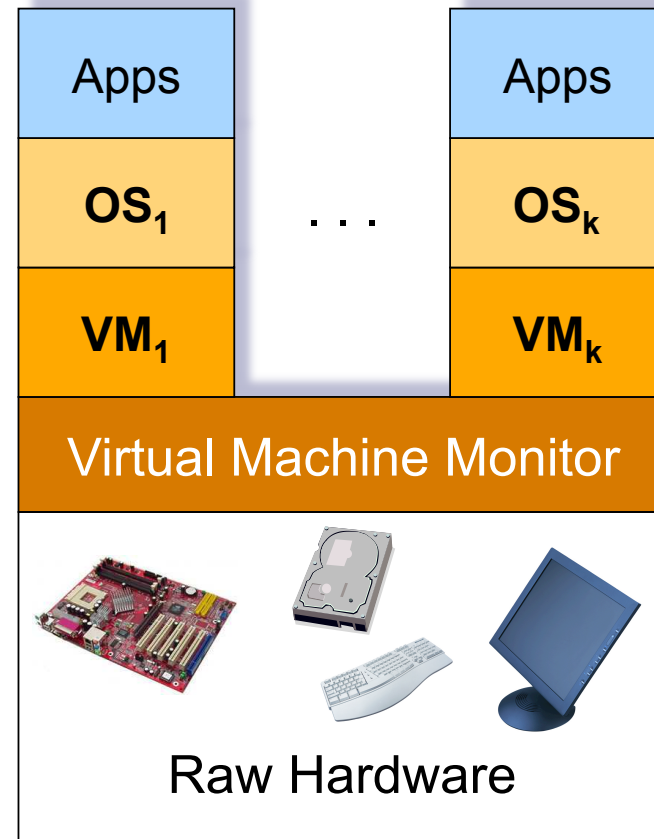 Apps Apps
OS₁ . . . OSₖ
VM₁ VMₖ
Virtual Machine Monitor
Raw Hardware